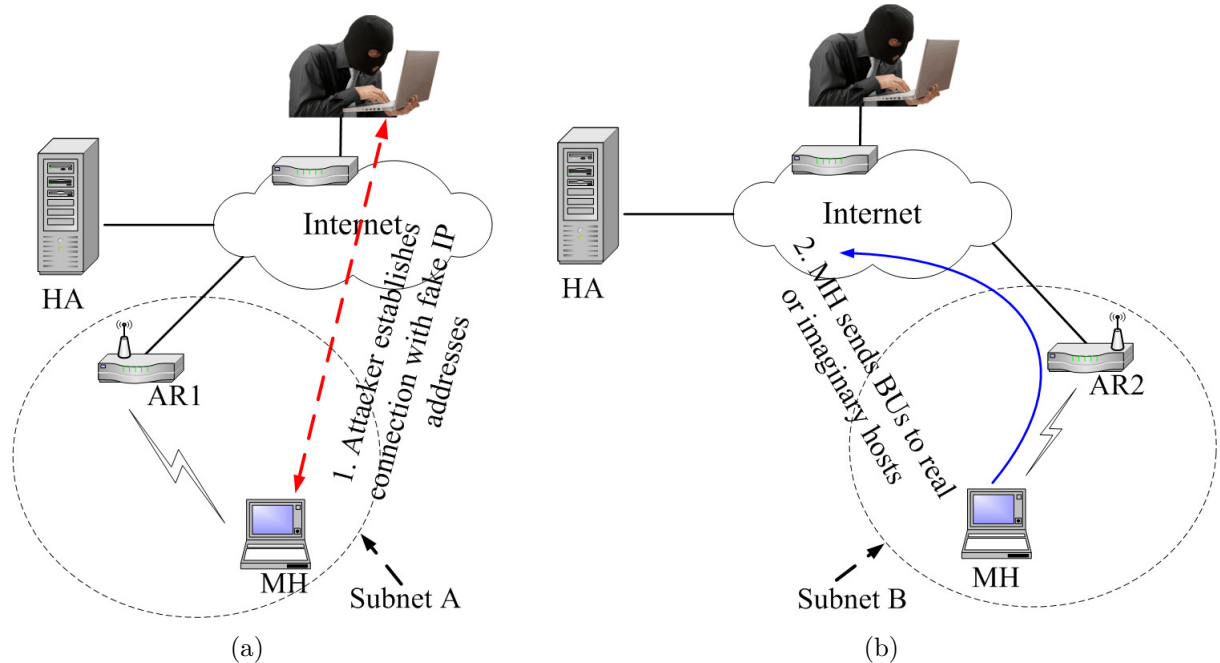 Internet
HA
AR1
1. Attacker establishes
connection with fake IP
addresses
MH
Subnet A
(a)
Internet
HA
2. MH sends BUs to real
or imaginary hosts
AR2
MH
Subnet B
(b)